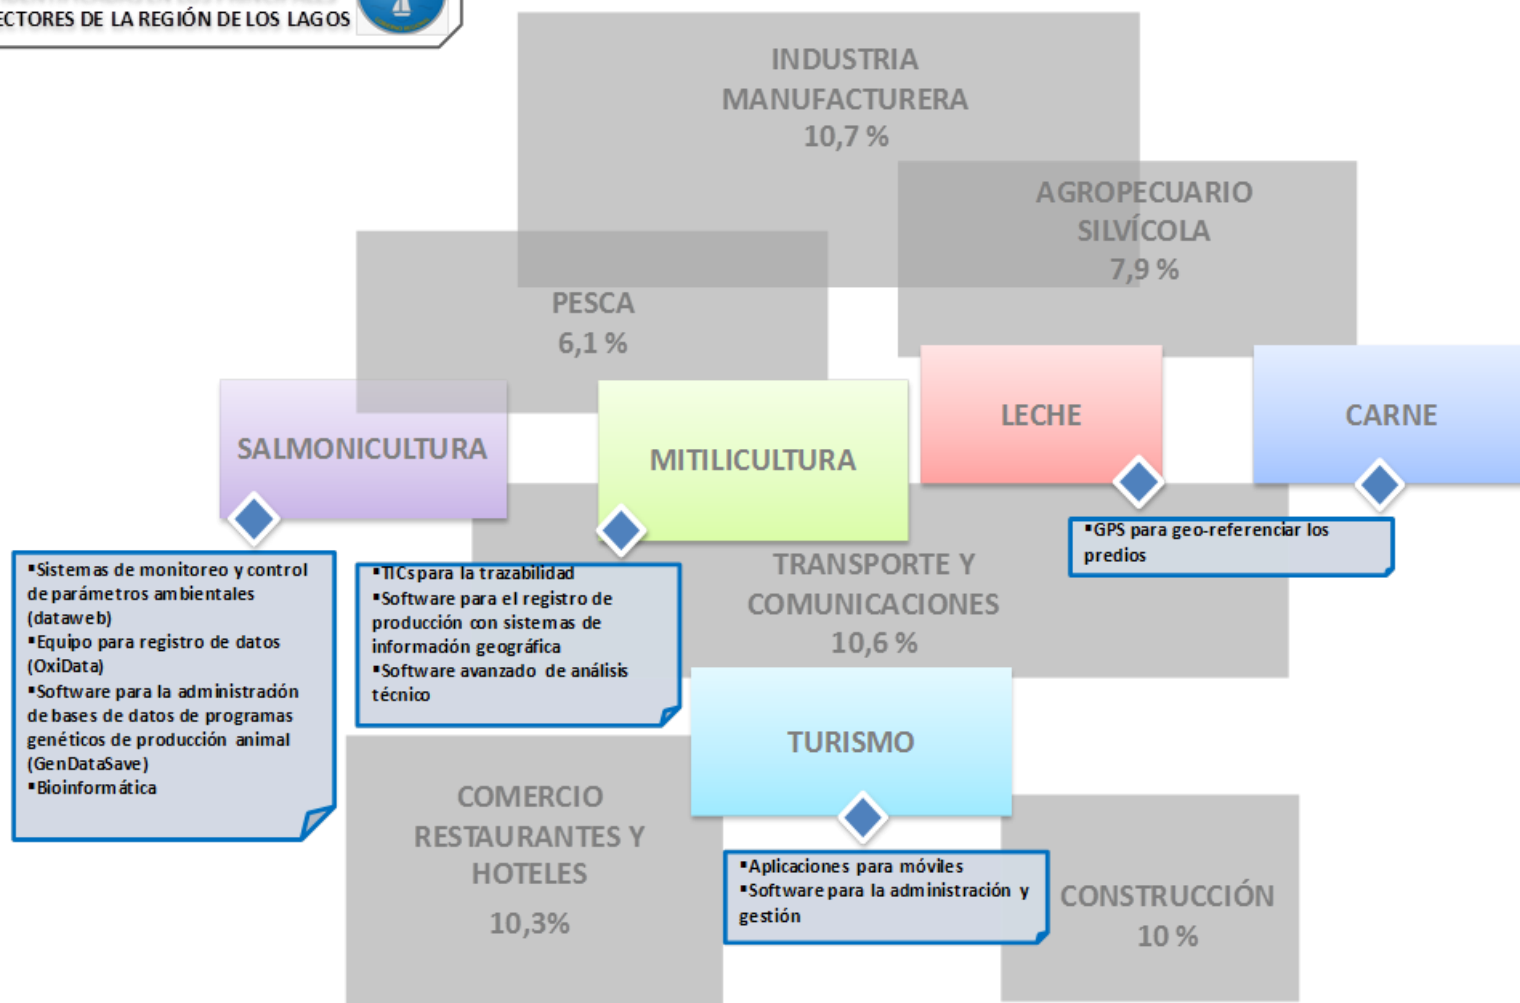 SECTORES DE LA REGIÓN DE LOS LAGOS
INDUSTRIA
MANUFACTURERA
10,7 %
AGROPECUARIO
SILVÍCOLA
7,9 %
PESCA
6,1 %
SALMONICULTURA
MITILICULTURA
LECHE
CARNE
▪Sistemas de monitoreo y control
de parámetros ambientales
(dataweb)
▪Equipo para registro de datos
(OxiData)
▪Software para la administración
de bases de datos de programas
genéticos de producción animal
(GenDataSave)
▪Bioinformática
▪TICs para la trazabilidad
▪Software para el registro de
producción con sistemas de
información geográfica
▪Software avanzado de análisis
técnico
▪GPS para geo-referenciar los
predios
TRANSPORTE Y
COMUNICACIONES
10,6 %
TURISMO
▪Aplicaciones para móviles
▪Software para la administración y
gestión
COMERCIO
RESTAURANTES Y
HOTELES
10,3%
CONSTRUCCIÓN
10 %